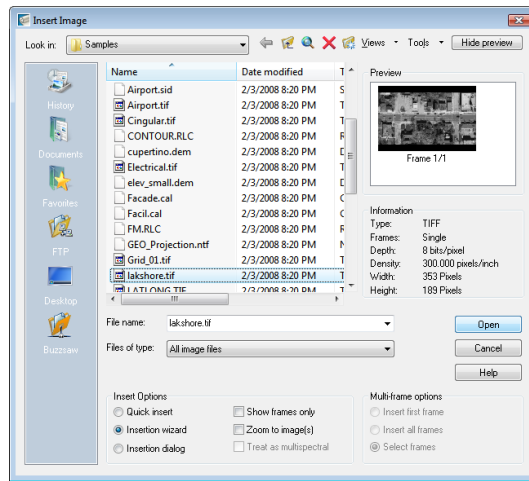 Insert Image
Look in: Samples Views Tools Hide preview
History
Documents
Favorites
FTP
Desktop
Buzzsaw
Name Date modified T
Airport.sid 2/3/2008 8:20 PM S
Airport.tif 2/3/2008 8:20 PM T
Cingular.tif 2/3/2008 8:20 PM T
CONTOUR.RLC 2/3/2008 8:20 PM R
cupertino.dem 2/3/2008 8:20 PM D
Electrical.tif 2/3/2008 8:20 PM T
elev_small.dem 2/3/2008 8:20 PM D
Facade.cal 2/3/2008 8:20 PM C
Facil.cal 2/3/2008 8:20 PM C
FM.RLC 2/3/2008 8:20 PM R
GEO_Projection.ntf 2/3/2008 8:20 PM N
Grid_01.tif 2/3/2008 8:20 PM T
lakshore.tif 2/3/2008 8:20 PM T
LATLONG.TIF 2/3/2008 8:20 PM T
Preview
Frame 1/1
Information
Type: TIFF
Frames: Single
Depth: 8 bits/pixel
Density: 300.000 pixels/inch
Width: 353 Pixels
Height: 189 Pixels
File name: lakshore.tif Open
Files of type: All image files Cancel
Help
Insert Options
Quick insert Show frames only
Insertion wizard Zoom to image(s)
Insertion dialog Treat as multispectral
Multi-frame options
Insert first frame
Insert all frames
Select frames